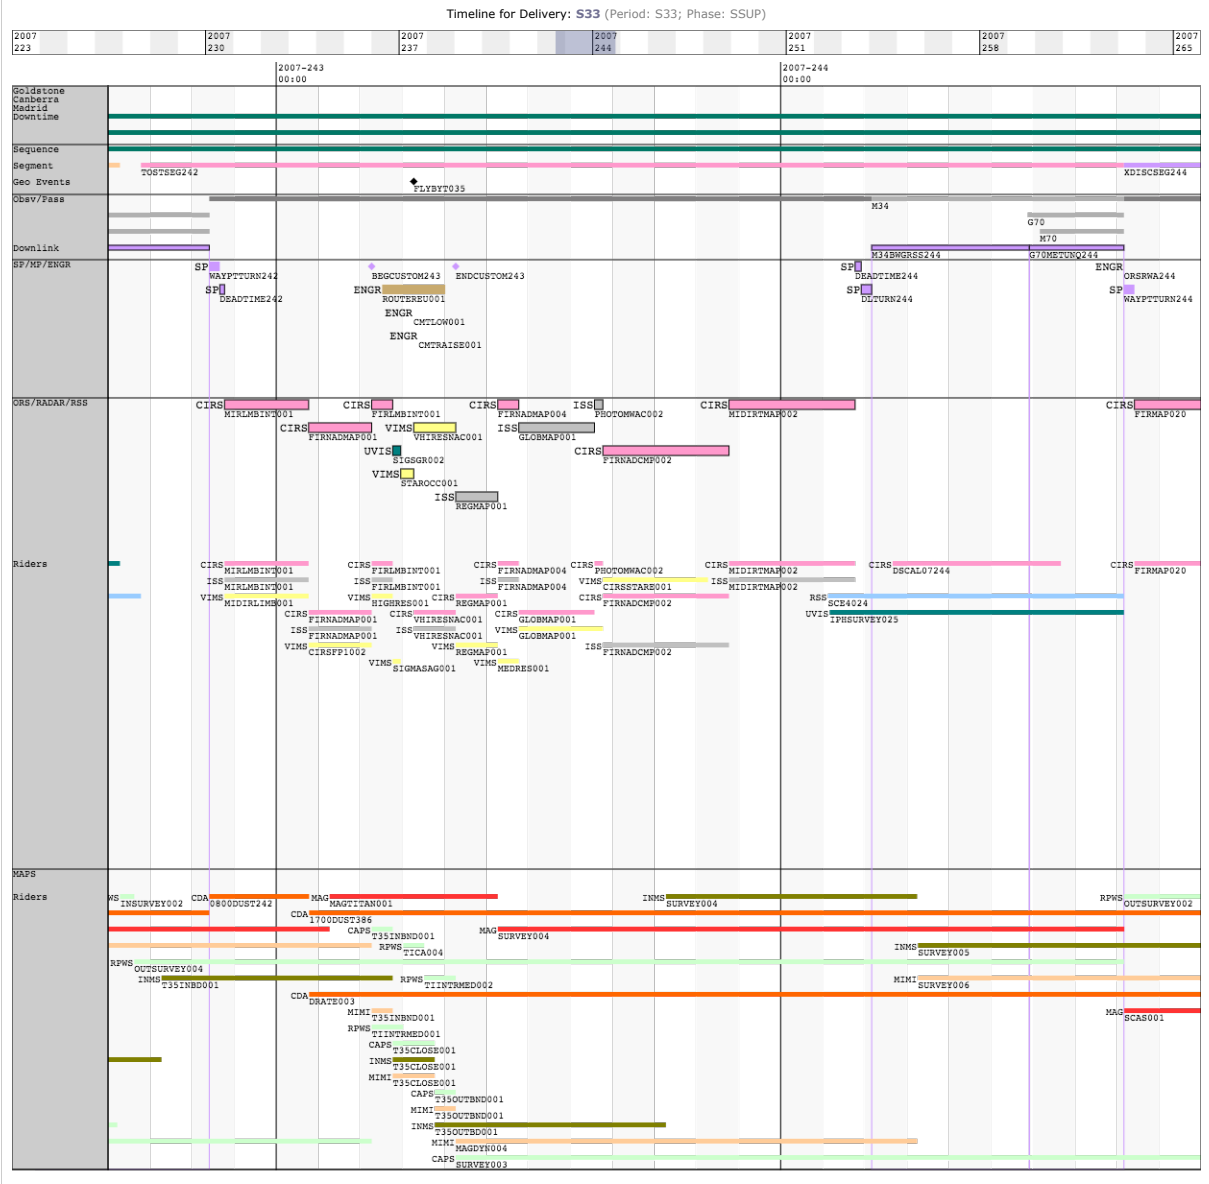 Timeline for Delivery: S33 (Period: S33; Phase: SSUP)
2007 2007 2007 2007 2007 2007 2007
223 230 237 244 251 258 265
2007-243 2007-244
00:00 00:00
Goldstone
Canberra
Madrid
Downtime
Sequence
Segment
TOSTSEG242 XDISCSEG244
Geo Events
FLYBYT035
Obsv/Pass
M34
G70
M70
Downlink
M34BWGRSS244 G70METUNQ244
SP/MP/ENGR SP SP ENGR
WAYPTTURN242 BEGCUSTOM243 ENDCUSTOM243 DEADTIME244 ORSRWA244
SP ENGR SP SP
DEADTIME242 ROUTEREU001 DLTURN244 WAYPTTURN244
ENGR
CMTLOW001
ENGR
CMTRAISE001
ORS/RADAR/RSS CIRS CIRS CIRS ISS CIRS CIRS
MIRLMBINT001 FIRLMBINT001 FIRNADMAP004 PHOTOMWAC002 MIDIRTMAP002 FIRMAP020
CIRS VIMS ISS
FIRNADMAP001 VHIRESNAC001 GLOBMAP001
UVIS CIRS
SIGSGR002 FIRNADCMP002
VIMS
STAROCC001
ISS
REGMAP001
Riders CIRS CIRS CIRS CIRS CIRS CIRS CIRS
MIRLMBINT001 FIRLMBINT001 FIRNADMAP004 PHOTOMWAC002 MIDIRTMAP002 DSCAL07244 FIRMAP020
ISS ISS ISS VIMS ISS
MIRLMBINT001 FIRLMBINT001 FIRNADMAP004 CIRSSTARE001 MIDIRTMAP002
VIMS VIMS CIRS CIRS RSS
MIDIRLIMB001 HIGHRES001 REGMAP001 FIRNADCMP002 SCE4024
CIRS CIRS CIRS UVIS
FIRNADMAP001 VHIRESNAC001 GLOBMAP001 IPHSURVEY025
ISS ISS VIMS
FIRNADMAP001 VHIRESNAC001 GLOBMAP001
VIMS VIMS ISS
CIRSFP1002 REGMAP001 FIRNADCMP002
VIMS VIMS
SIGMASAG001 MEDRES001
MAPS
Riders WS CDA MAG INMS RPWS
INSURVEY002 0800DUST242 MAGTITAN001 SURVEY004 OUTSURVEY002
CDA
1700DUST386
CAPS MAG
T35INBND001 SURVEY004
RPWS INMS
TICA004 SURVEY005
RPWS
OUTSURVEY004
INMS RPWS MIMI
T35INBD001 TIINTRMED002 SURVEY006
CDA
DRATE003
MIMI MAG
T35INBND001 SCAS001
RPWS
TIINTRMED001
CAPS
T35CLOSE001
INMS
T35CLOSE001
MIMI
T35CLOSE001
CAPS
T35OUTBND001
MIMI
T35OUTBND001
INMS
T35OUTBD001
MIMI
MAGDYN004
CAPS
SURVEY003